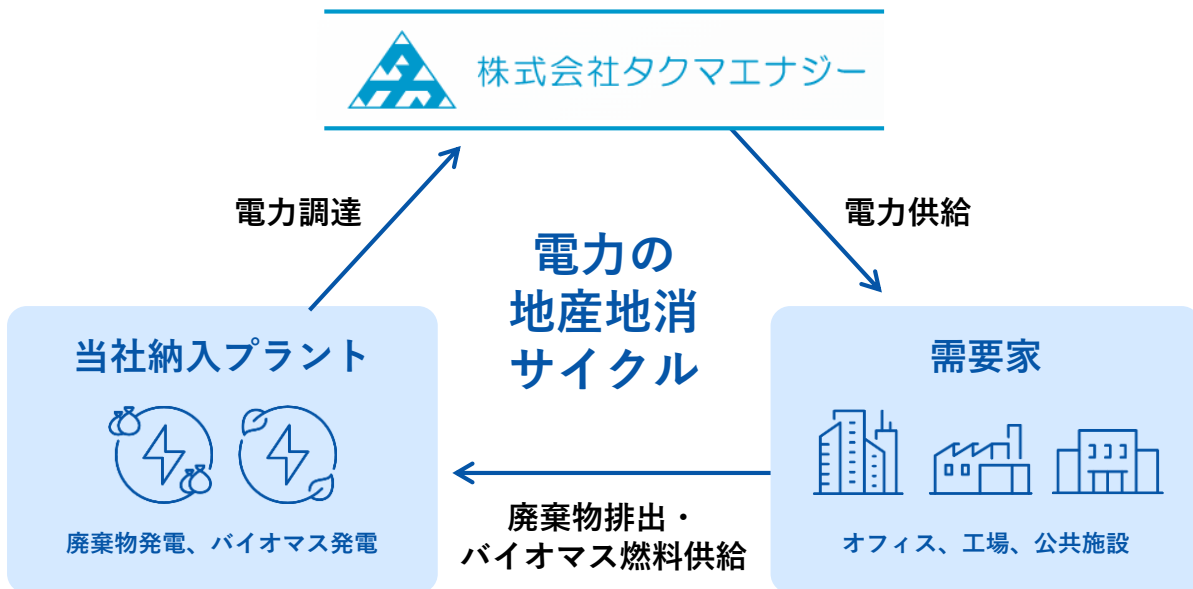 株式会社タクマエナジー
電力調達
電力供給
電力の
地産地消
サイクル
当社納入プラント
廃棄物発電、バイオマス発電
需要家
オフィス、工場、公共施設
廃棄物排出・
バイオマス燃料供給